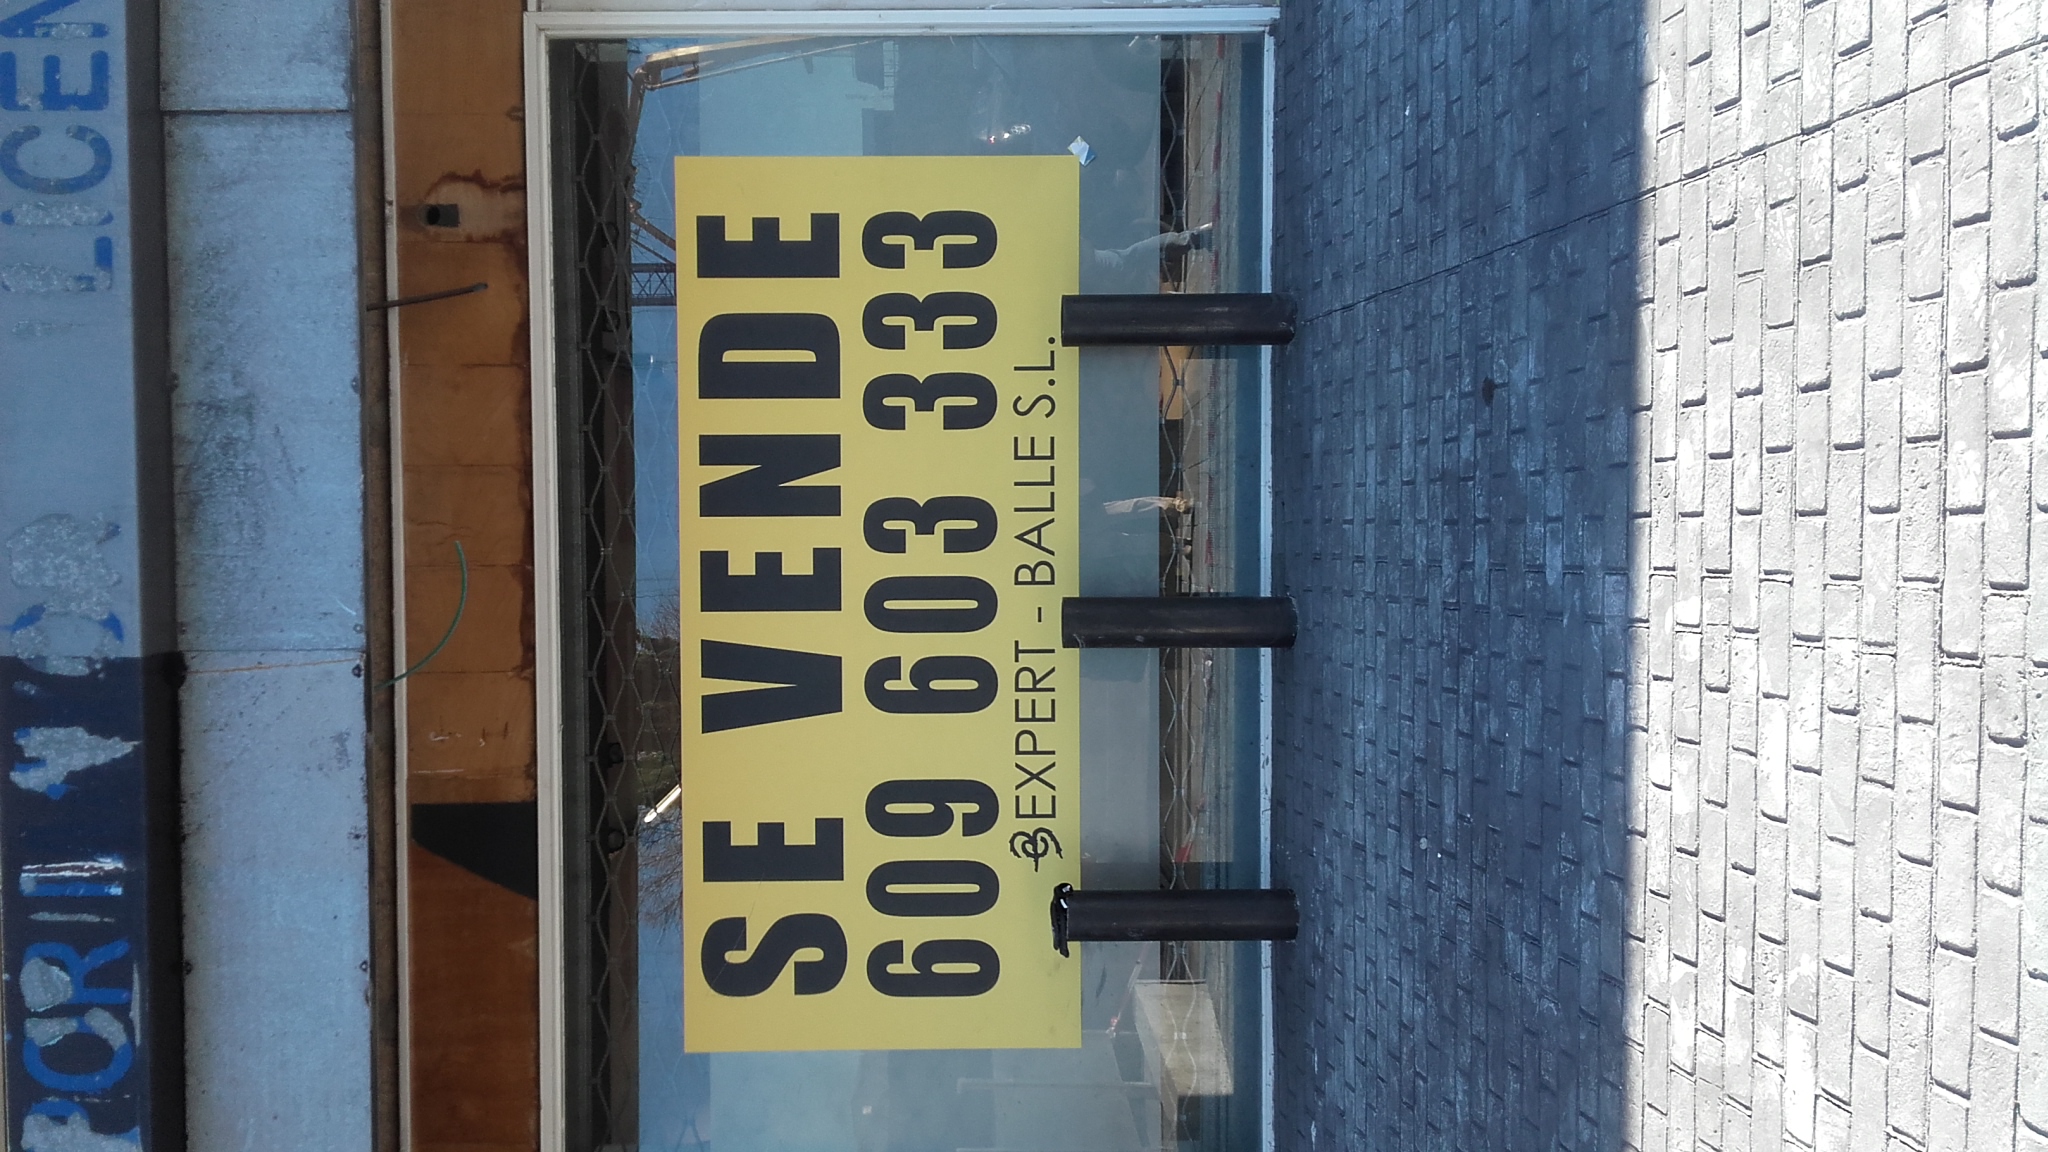 SE VENDE
609 603 333
EXPERT - BALLE S.L.